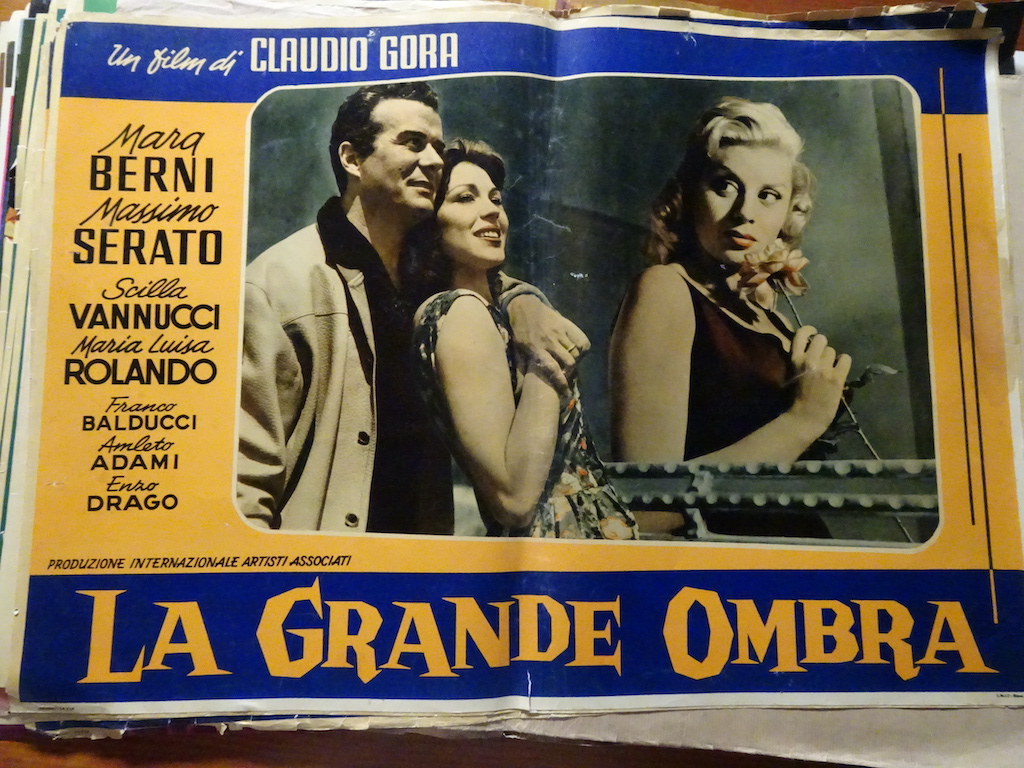 Un film di CLAUDIO GORA
Mara
BERNI
Massimo
SERATO
Scilla
VANNUCCI
Maria Luisa
ROLANDO
Franco
BALDUCCI
Amleto
ADAMI
Enzo
DRAGO
PRODUZIONE INTERNAZIONALE ARTISTI ASSOCIATI
LA GRANDE OMBRA